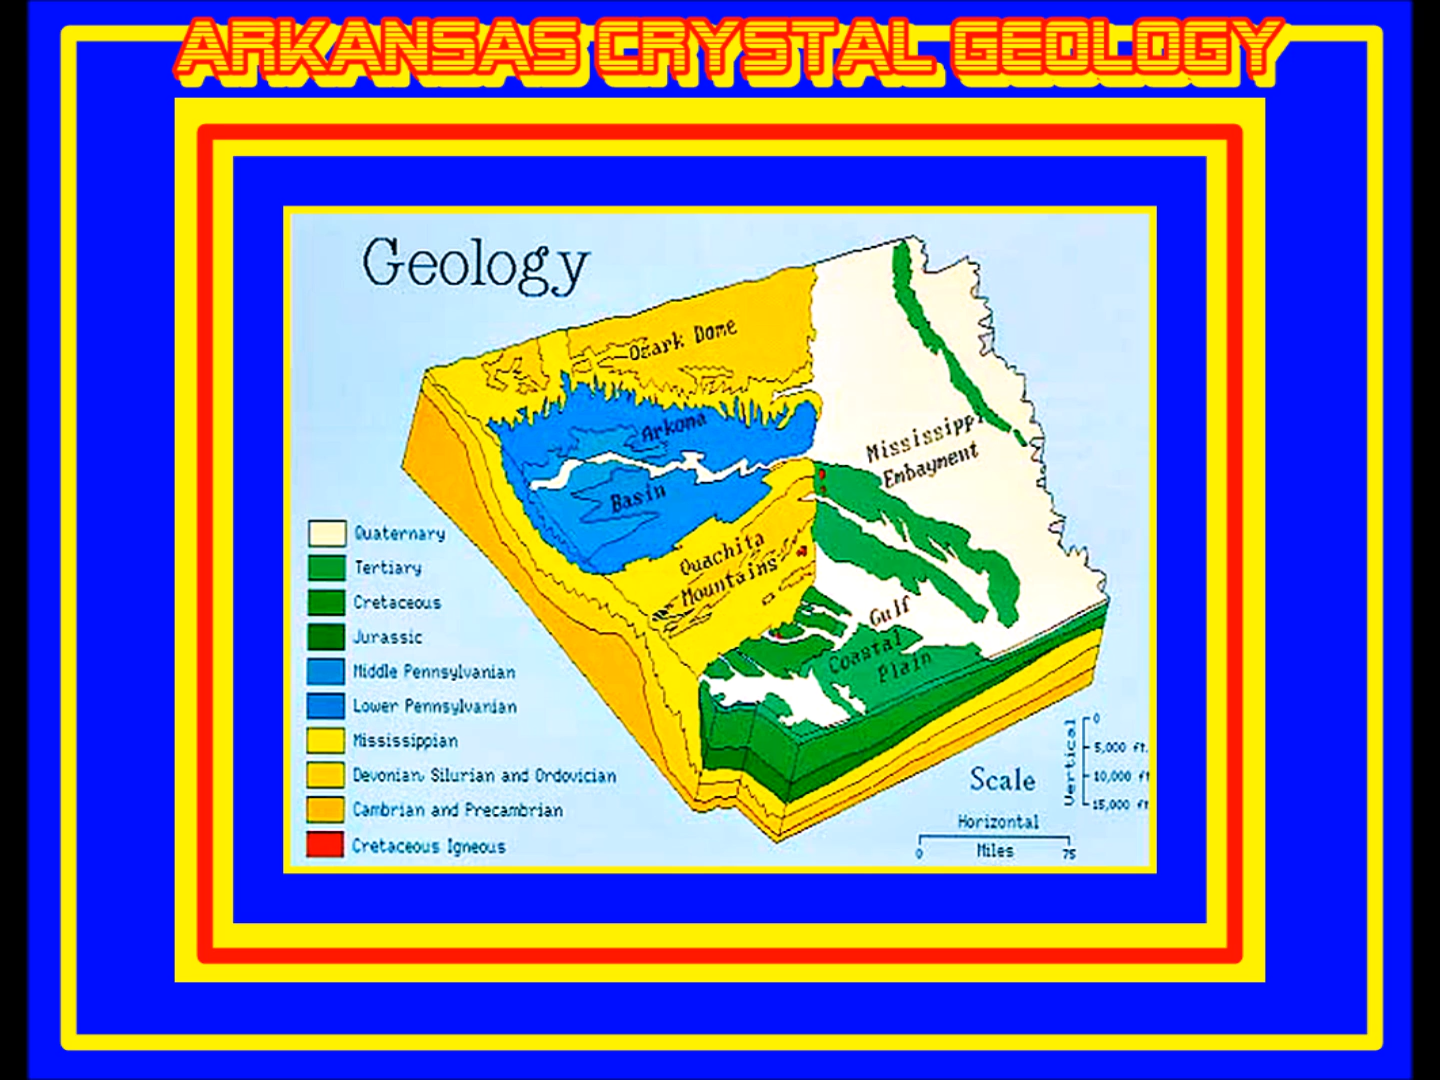 ARKANSAS CRYSTAL GEOLOGY
Geology
Ozark Dome
Arkoma
Basin
Mississippi
Embayment
Ouachita
Mountains
Gulf
Coastal
Plain
Quaternary
Tertiary
Cretaceous
Jurassic
Middle Pennsylvanian
Lower Pennsylvanian
Mississippian
Devonian, Silurian and Ordovician
Cambrian and Precambrian
Cretaceous Igneous
Scale
Vertical
0
5,000 ft.
10,000 ft
15,000 ft
Horizontal
0 Miles 75